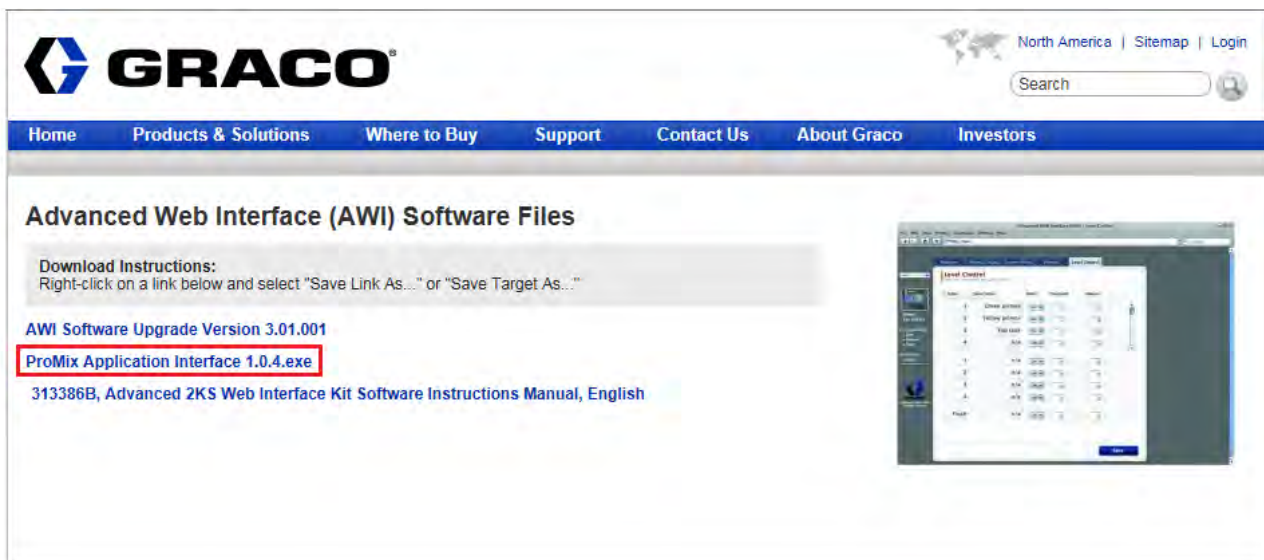 GRACO
North America | Sitemap | Login
Search
Home Products & Solutions Where to Buy Support Contact Us About Graco Investors
Advanced Web Interface (AWI) Software Files
Download Instructions:
Right-click on a link below and select "Save Link As..." or "Save Target As..."
AWI Software Upgrade Version 3.01.001
ProMix Application Interface 1.0.4.exe
313386B, Advanced 2KS Web Interface Kit Software Instructions Manual, English
Level Control